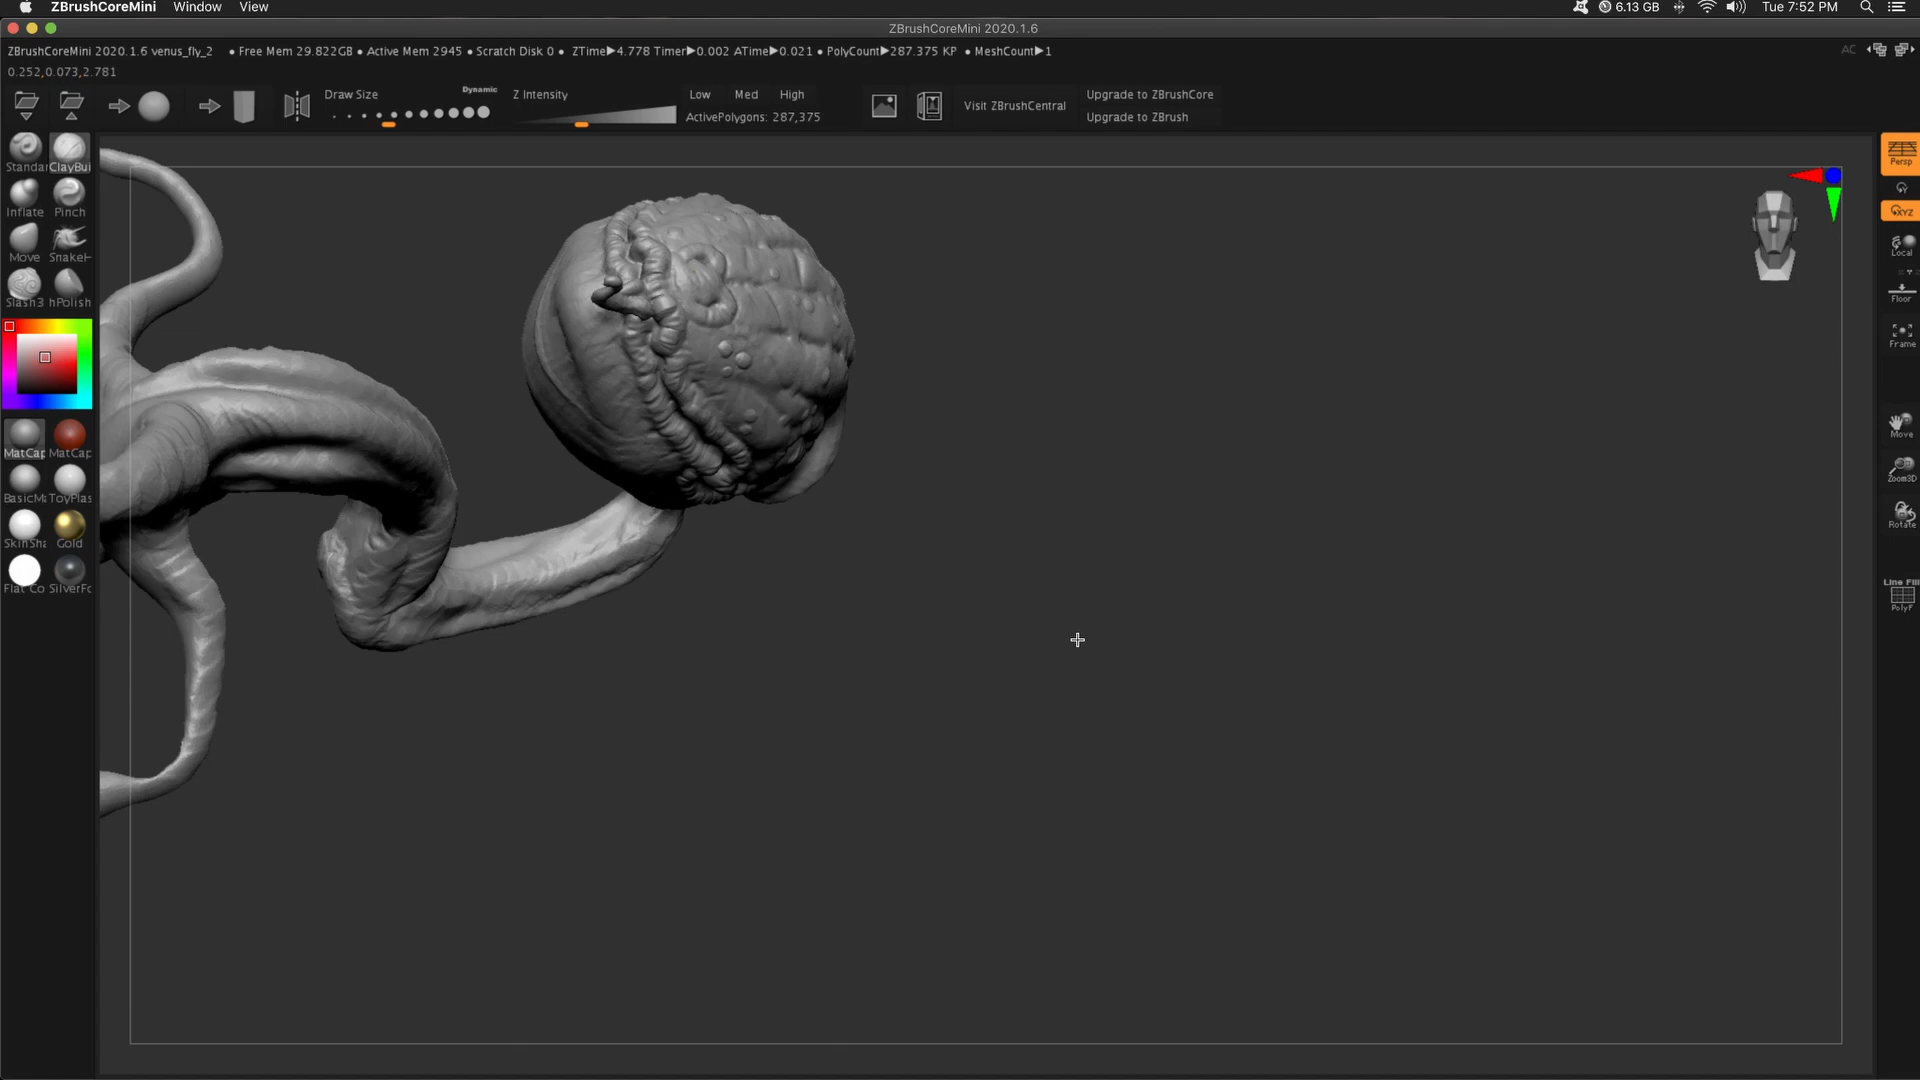 ZBrushCoreMini Window View 6.13 GB Tue 7:52 PM
ZBrushCoreMini 2020.1.6
ZBrushCoreMini 2020.1.6 venus_fly_2 ● Free Mem 29.822GB ● Active Mem 2945 ● Scratch Disk 0 ● ZTime▶4.778 Timer▶0.002 ATime▶0.021 ● PolyCount▶287.375 KP ● MeshCount▶1 AC
0.252,0.073,2.781
Draw Size Dynamic Z Intensity Low Med High
ActivePolygons: 287,375
Visit ZBrushCentral
Upgrade to ZBrushCore
Upgrade to ZBrush
Standar ClayBui
Inflate Pinch
Move SnakeH
Slash3 hPolish
MatCap MatCap
BasicMa ToyPlas
SkinSha Gold
Flat Co SilverFo
Persp
XYZ
Local
Floor
Frame
Move
Zoom3D
Rotate
Line Fill
PolyF